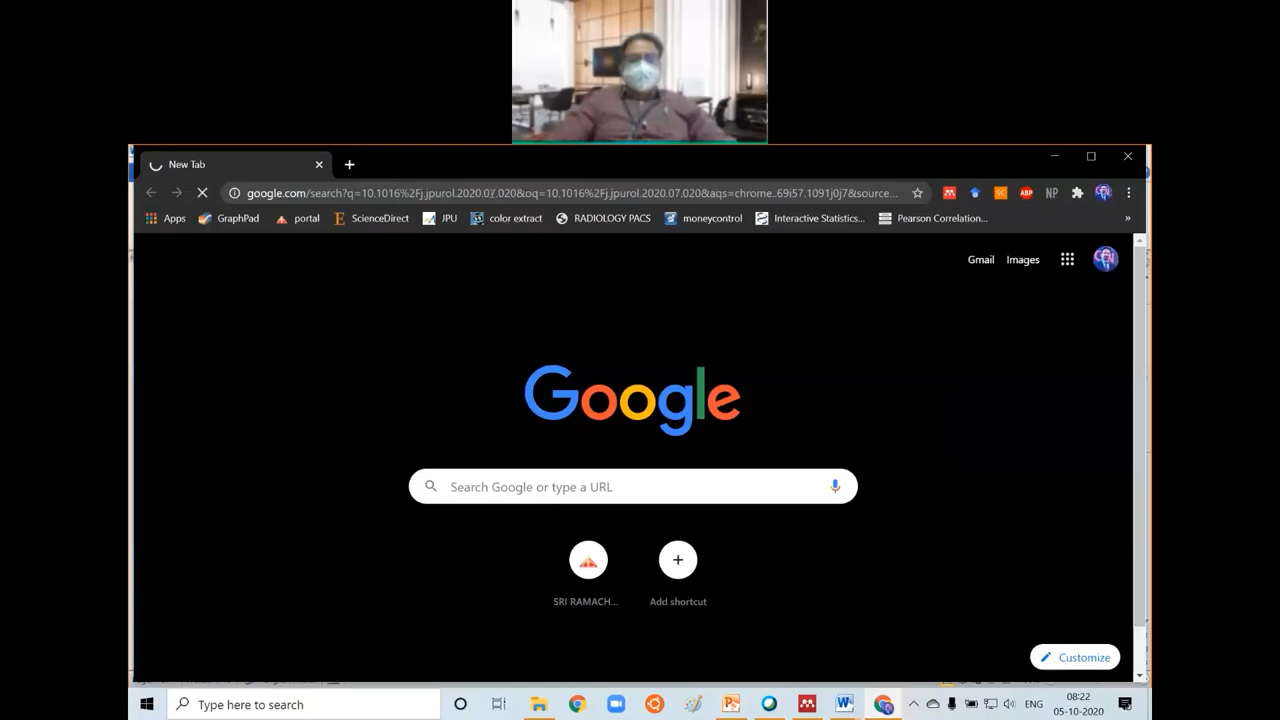 New Tab
google.com/search?q=10.1016%2Fj.jpurol.2020.07.020&oq=10.1016%2Fj.jpurol.2020.07.020&aqs=chrome..69i57.1091j0j7&source...
ABP
NP
Apps GraphPad portal ScienceDirect JPU color extract RADIOLOGY PACS moneycontrol Interactive Statistics... Pearson Correlation... »
Gmail Images
Google
Search Google or type a URL
SRI RAMACH... Add shortcut
Customize
Type here to search
ENG
08:22
05-10-2020